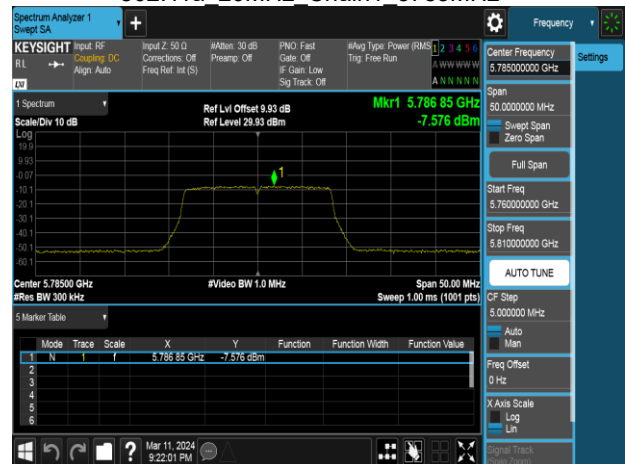 Spectrum Analyzer 1
Swept SA
Frequency
KEYSIGHT
RL
Input: RF
Coupling: DC
Align: Auto
Input Z: 50 Ω
Corrections: Off
Freq Ref: Int (S)
#Atten: 30 dB
Preamp: Off
PNO: Fast
Gate: Off
IF Gain: Low
Sig Track: Off
#Avg Type: Power (RMS
Trig: Free Run
1 2 3 4 5 6
A W W W W W
A N N N N N
LXI
1 Spectrum
Scale/Div 10 dB
Ref Lvl Offset 9.93 dB
Ref Level 29.93 dBm
Mkr1 5.786 85 GHz
-7.576 dBm
Log
19.9
9.93
-0.07
-10.1
-20.1
-30.1
-40.1
-50.1
-60.1
1
Center 5.78500 GHz
#Res BW 300 kHz
#Video BW 1.0 MHz
Span 50.00 MHz
Sweep 1.00 ms (1001 pts)
5 Marker Table
Mode Trace Scale X Y Function Function Width Function Value
1 N 1 f 5.786 85 GHz -7.576 dBm
2
3
4
5
6
Mar 11, 2024
9:22:01 PM
Center Frequency
5.785000000 GHz
Settings
Span
50.0000000 MHz
Swept Span
Zero Span
Full Span
Start Freq
5.760000000 GHz
Stop Freq
5.810000000 GHz
AUTO TUNE
CF Step
5.000000 MHz
Auto
Man
Freq Offset
0 Hz
X Axis Scale
Log
Lin
Signal Track
(Span Zoom)